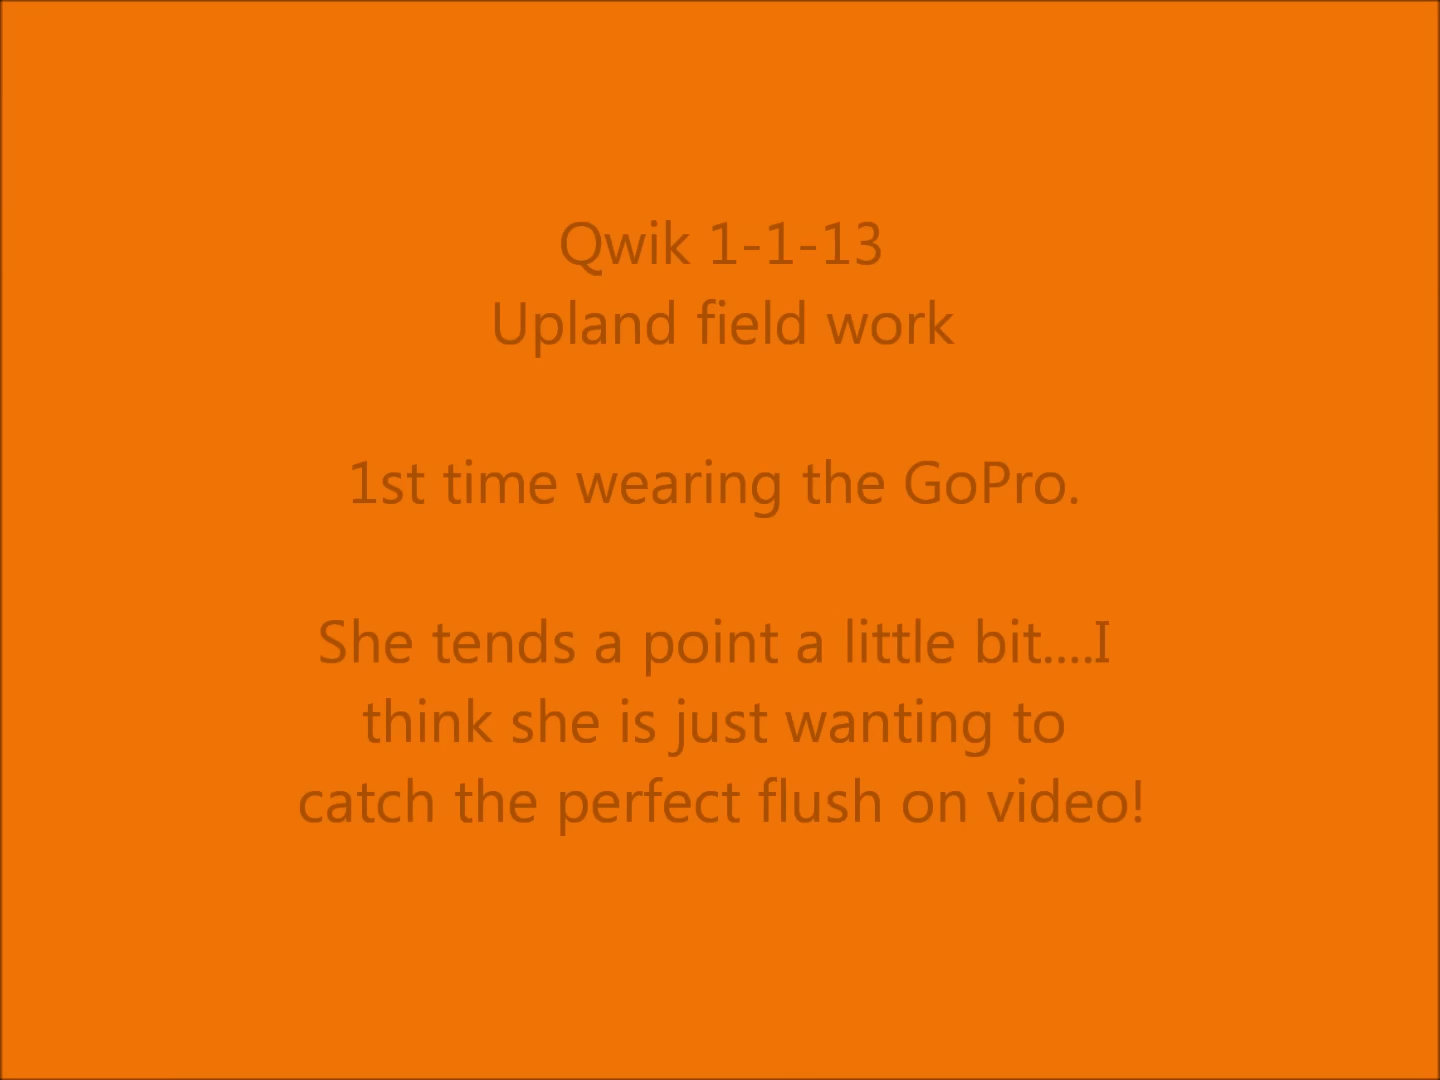 Qwik 1-1-13
Upland field work
1st time wearing the GoPro.
She tends a point a little bit....I
think she is just wanting to
catch the perfect flush on video!